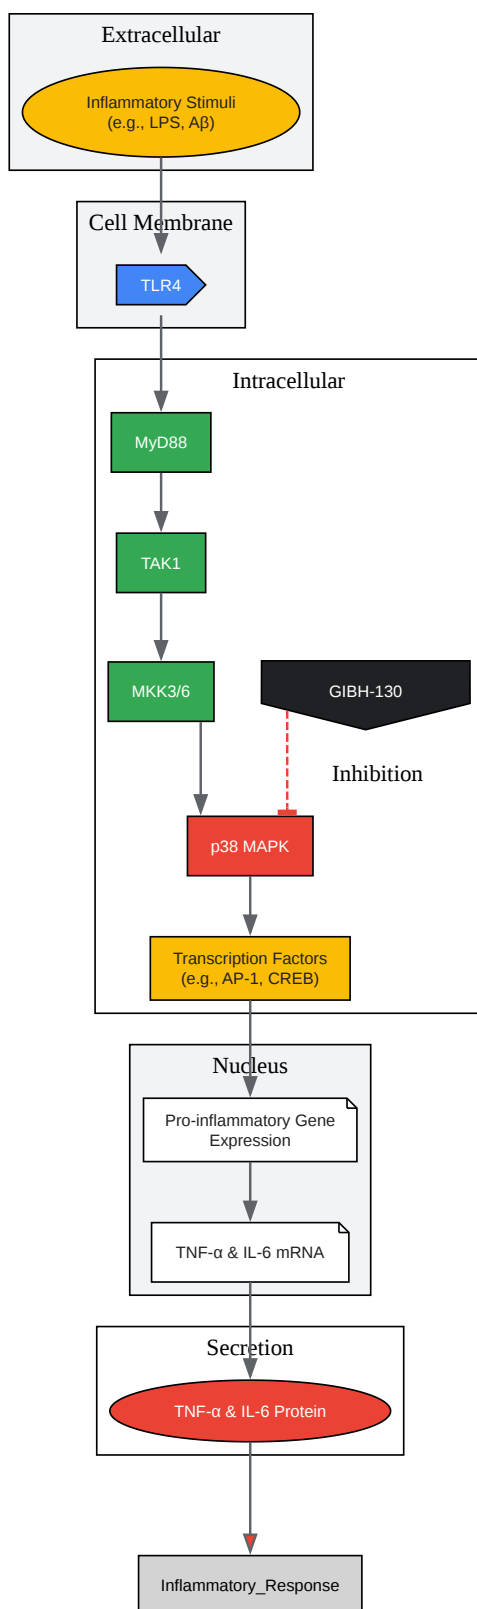 Extracellular
Inflammatory Stimuli
(e.g., LPS, Aβ)
Cell Membrane
TLR4
Intracellular
MyD88
TAK1
MKK3/6
GIBH-130
Inhibition
p38 MAPK
Transcription Factors
(e.g., AP-1, CREB)
Nucleus
Pro-inflammatory Gene
Expression
TNF-α & IL-6 mRNA
Secretion
TNF-α & IL-6 Protein
Inflammatory_Response